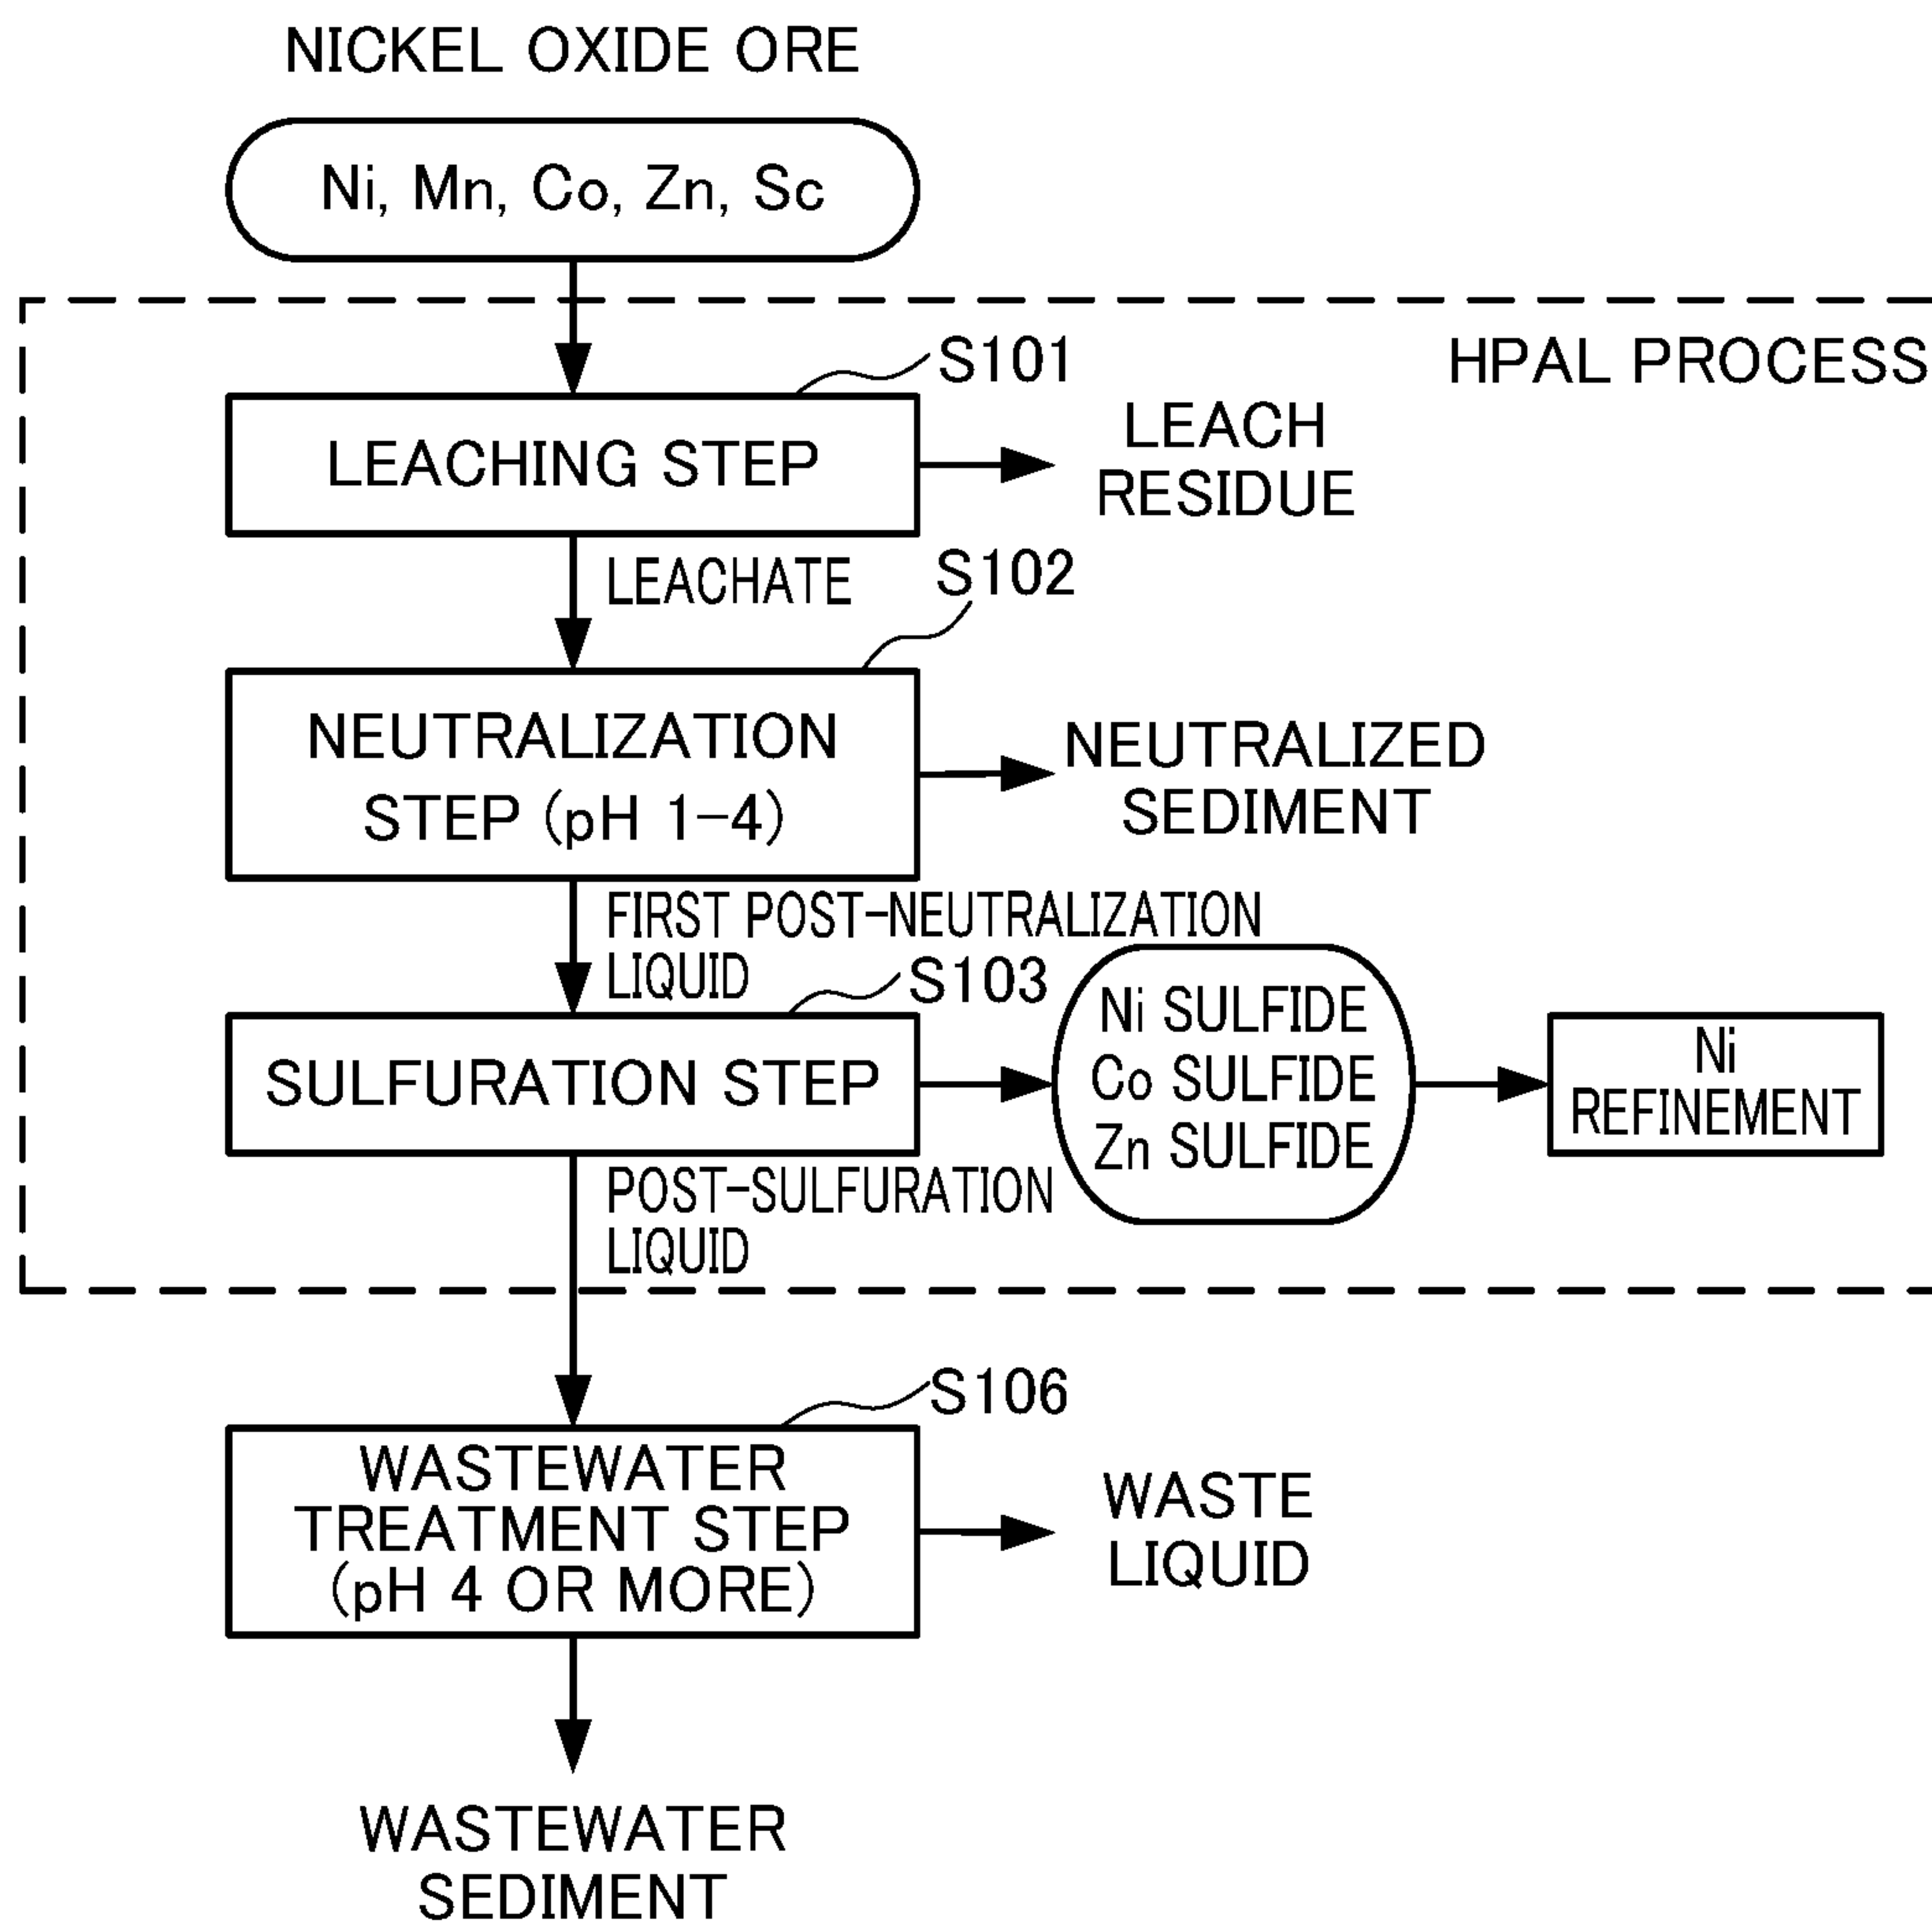 NICKEL OXIDE ORE
Ni, Mn, Co, Zn, Sc
HPAL PROCESS
S101
LEACHING STEP
LEACH
RESIDUE
LEACHATE
S102
NEUTRALIZATION
STEP (pH 1-4)
NEUTRALIZED
SEDIMENT
FIRST POST-NEUTRALIZATION
LIQUID
S103
SULFURATION STEP
Ni SULFIDE
Co SULFIDE
Zn SULFIDE
Ni
REFINEMENT
POST-SULFURATION
LIQUID
S106
WASTEWATER
TREATMENT STEP
(pH 4 OR MORE)
WASTE
LIQUID
WASTEWATER
SEDIMENT